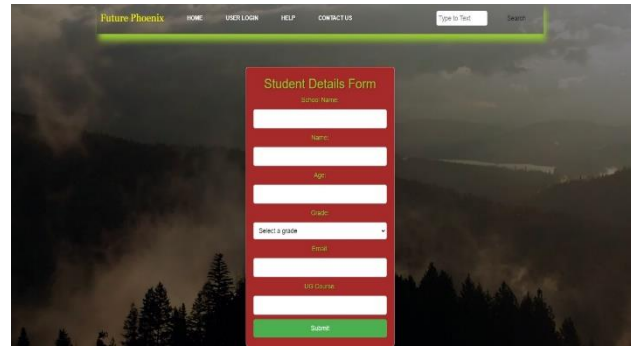 Future Phoenix HOME USER LOGIN HELP CONTACT US Type to Text Search
Student Details Form
School Name:
Name:
Age:
Grade:
Select a grade
Email:
UG Course:
Submit